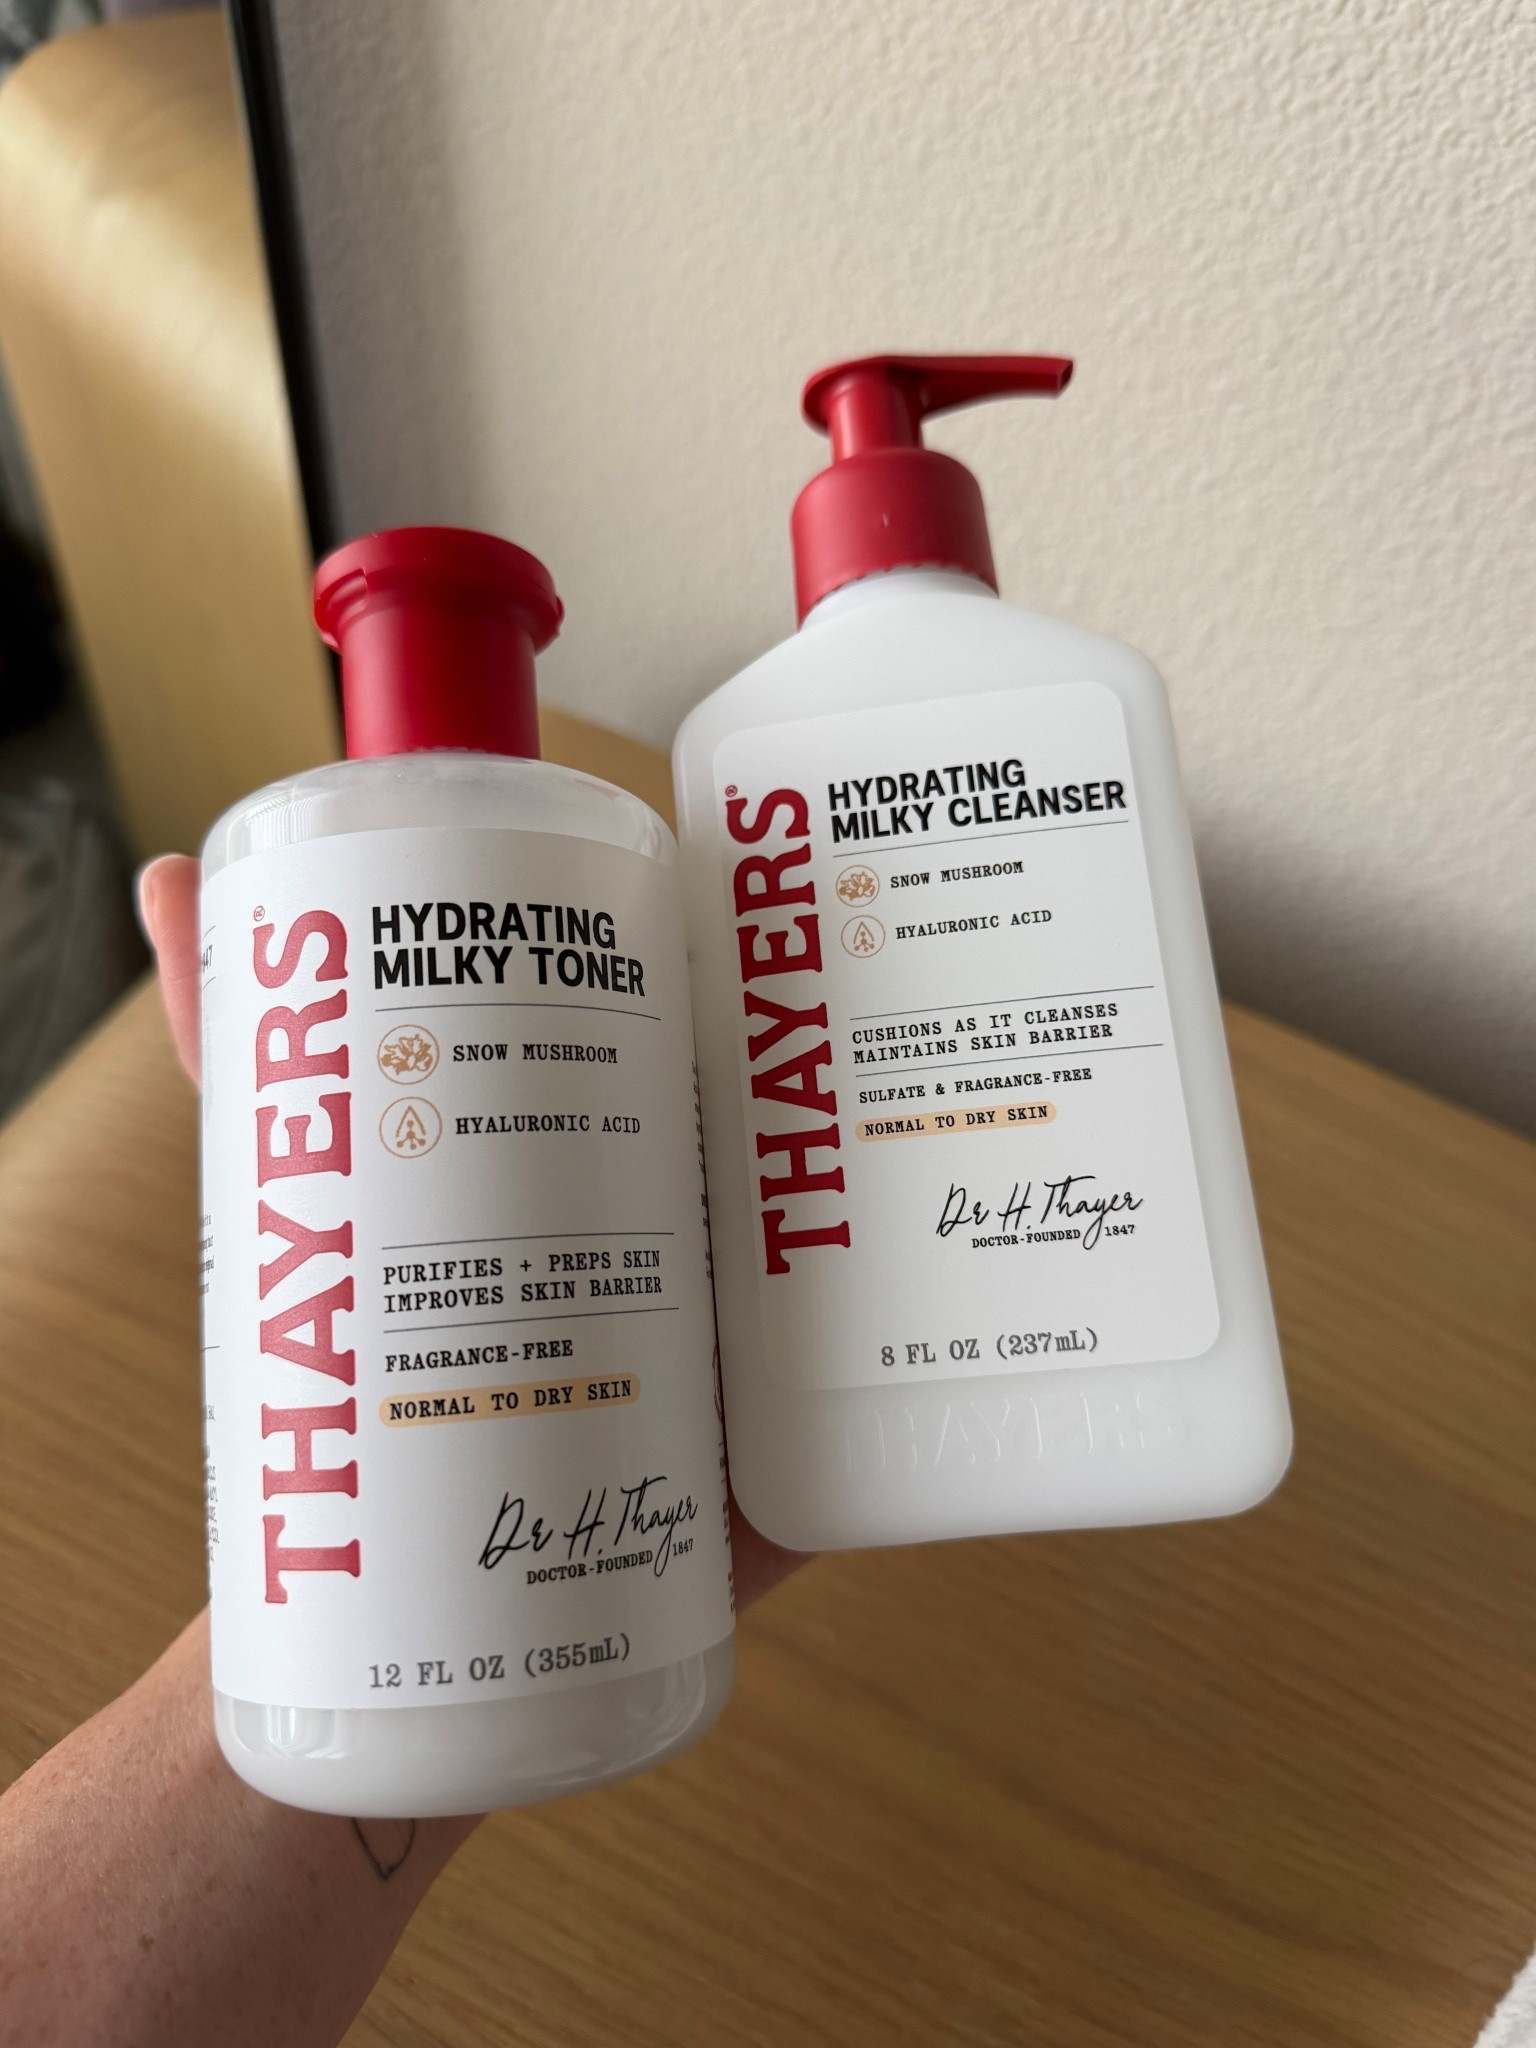 THAYERS®
HYDRATING
MILKY TONER
SNOW MUSHROOM
HYALURONIC ACID
PURIFIES + PREPS SKIN
IMPROVES SKIN BARRIER
FRAGRANCE-FREE
NORMAL TO DRY SKIN
Dr H. Thayer
DOCTOR-FOUNDED 1847
12 FL OZ (355mL)
THAYERS®
HYDRATING
MILKY CLEANSER
SNOW MUSHROOM
HYALURONIC ACID
CUSHIONS AS IT CLEANSES
MAINTAINS SKIN BARRIER
SULFATE & FRAGRANCE-FREE
NORMAL TO DRY SKIN
Dr H. Thayer
DOCTOR-FOUNDED 1847
8 FL OZ (237mL)
THAYERS